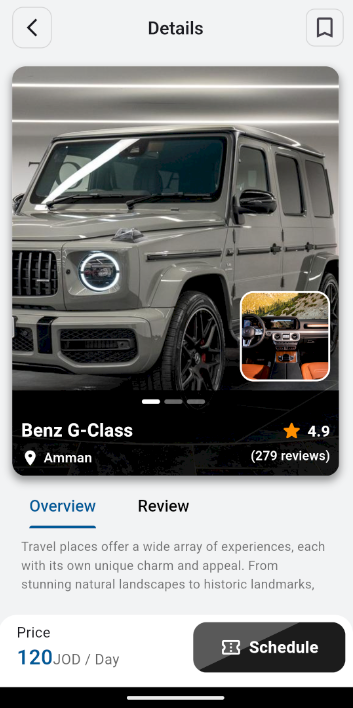 Details
Benz G-Class
4.9
Amman
(279 reviews)
Overview
Review
Travel places offer a wide array of experiences, each
with its own unique charm and appeal. From
stunning natural landscapes to historic landmarks,
Price
120JOD / Day
Schedule